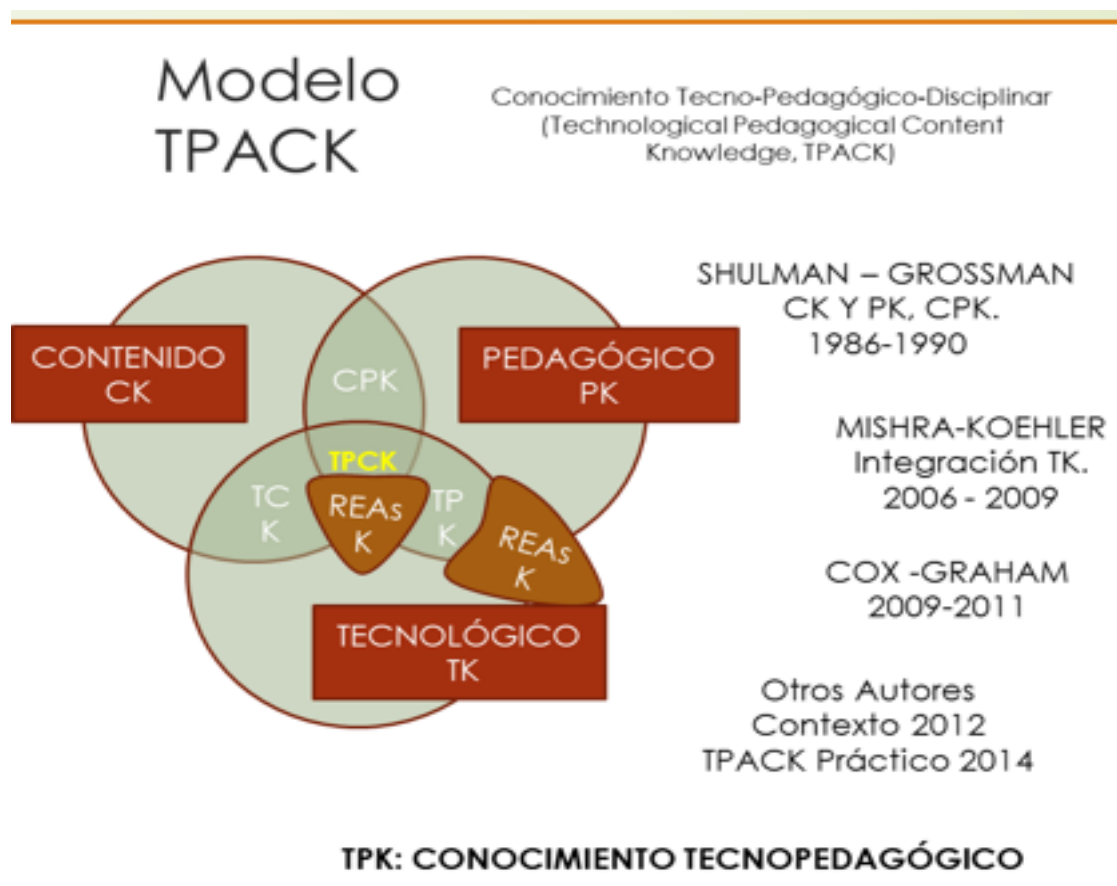 Modelo
TPACK
Conocimiento Tecno-Pedagógico-Disciplinar
(Technological Pedagogical Content
Knowledge, TPACK)
CONTENIDO
CK
CPK
PEDAGÓGICO
PK
TPCK
TC
K
REAs
K
TP
K
REAs
K
TECNOLÓGICO
TK
SHULMAN – GROSSMAN
CK Y PK, CPK.
1986-1990
MISHRA-KOEHLER
Integración TK.
2006 - 2009
COX -GRAHAM
2009-2011
Otros Autores
Contexto 2012
TPACK Práctico 2014
TPK: CONOCIMIENTO TECNOPEDAGÓGICO